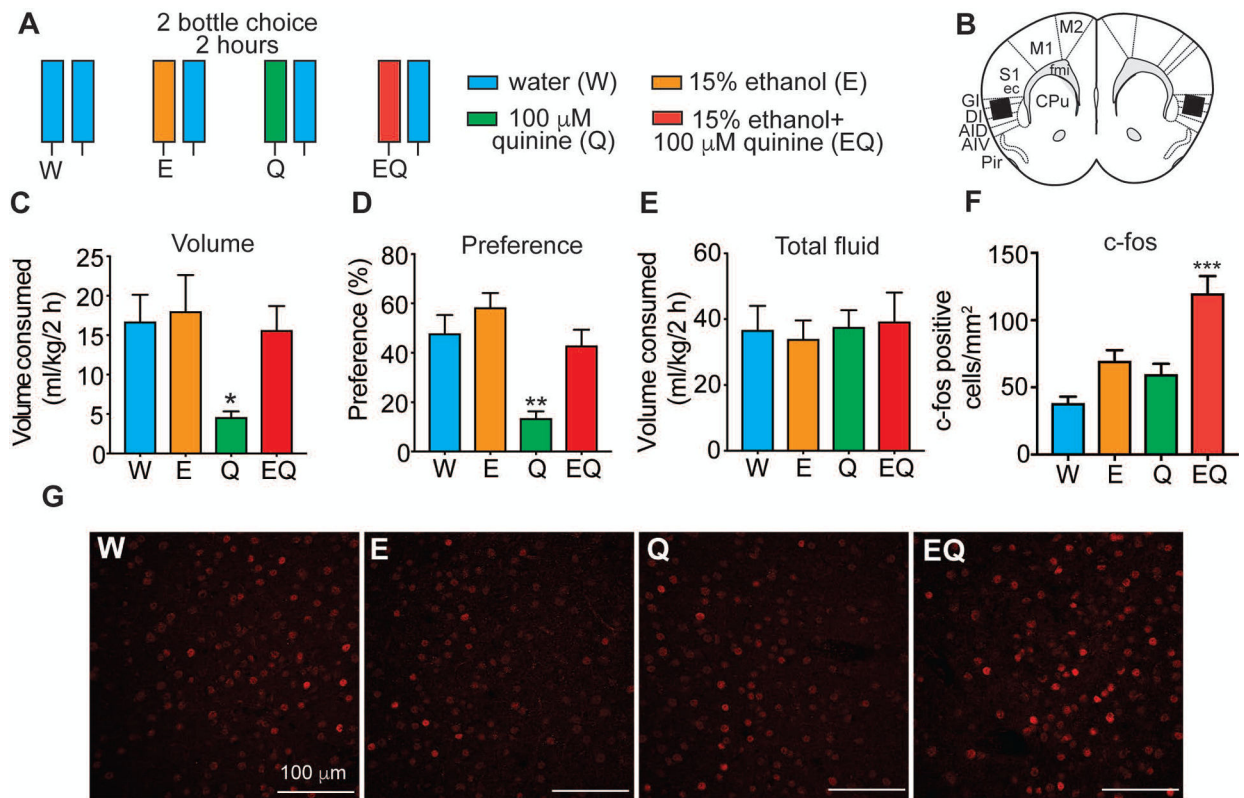 A
2 bottle choice
2 hours
W
E
Q
EQ
water (W)
100 μM
quinine (Q)
15% ethanol (E)
15% ethanol+
100 μM quinine (EQ)
B
M2
M1
S1
fmi
ec
CPu
GI
DI
AID
AIV
Pir
C
Volume
Volume consumed
(ml/kg/2 h)
25
20
15
10
5
0
*
W E Q EQ
D
Preference
Preference (%)
80
60
40
20
0
**
W E Q EQ
E
Total fluid
Volume consumed
(ml/kg/2 h)
60
40
20
0
W E Q EQ
F
c-fos
c-fos positive
cells/mm²
150
100
50
0
***
W E Q EQ
G
W
100 μm
E
Q
EQ